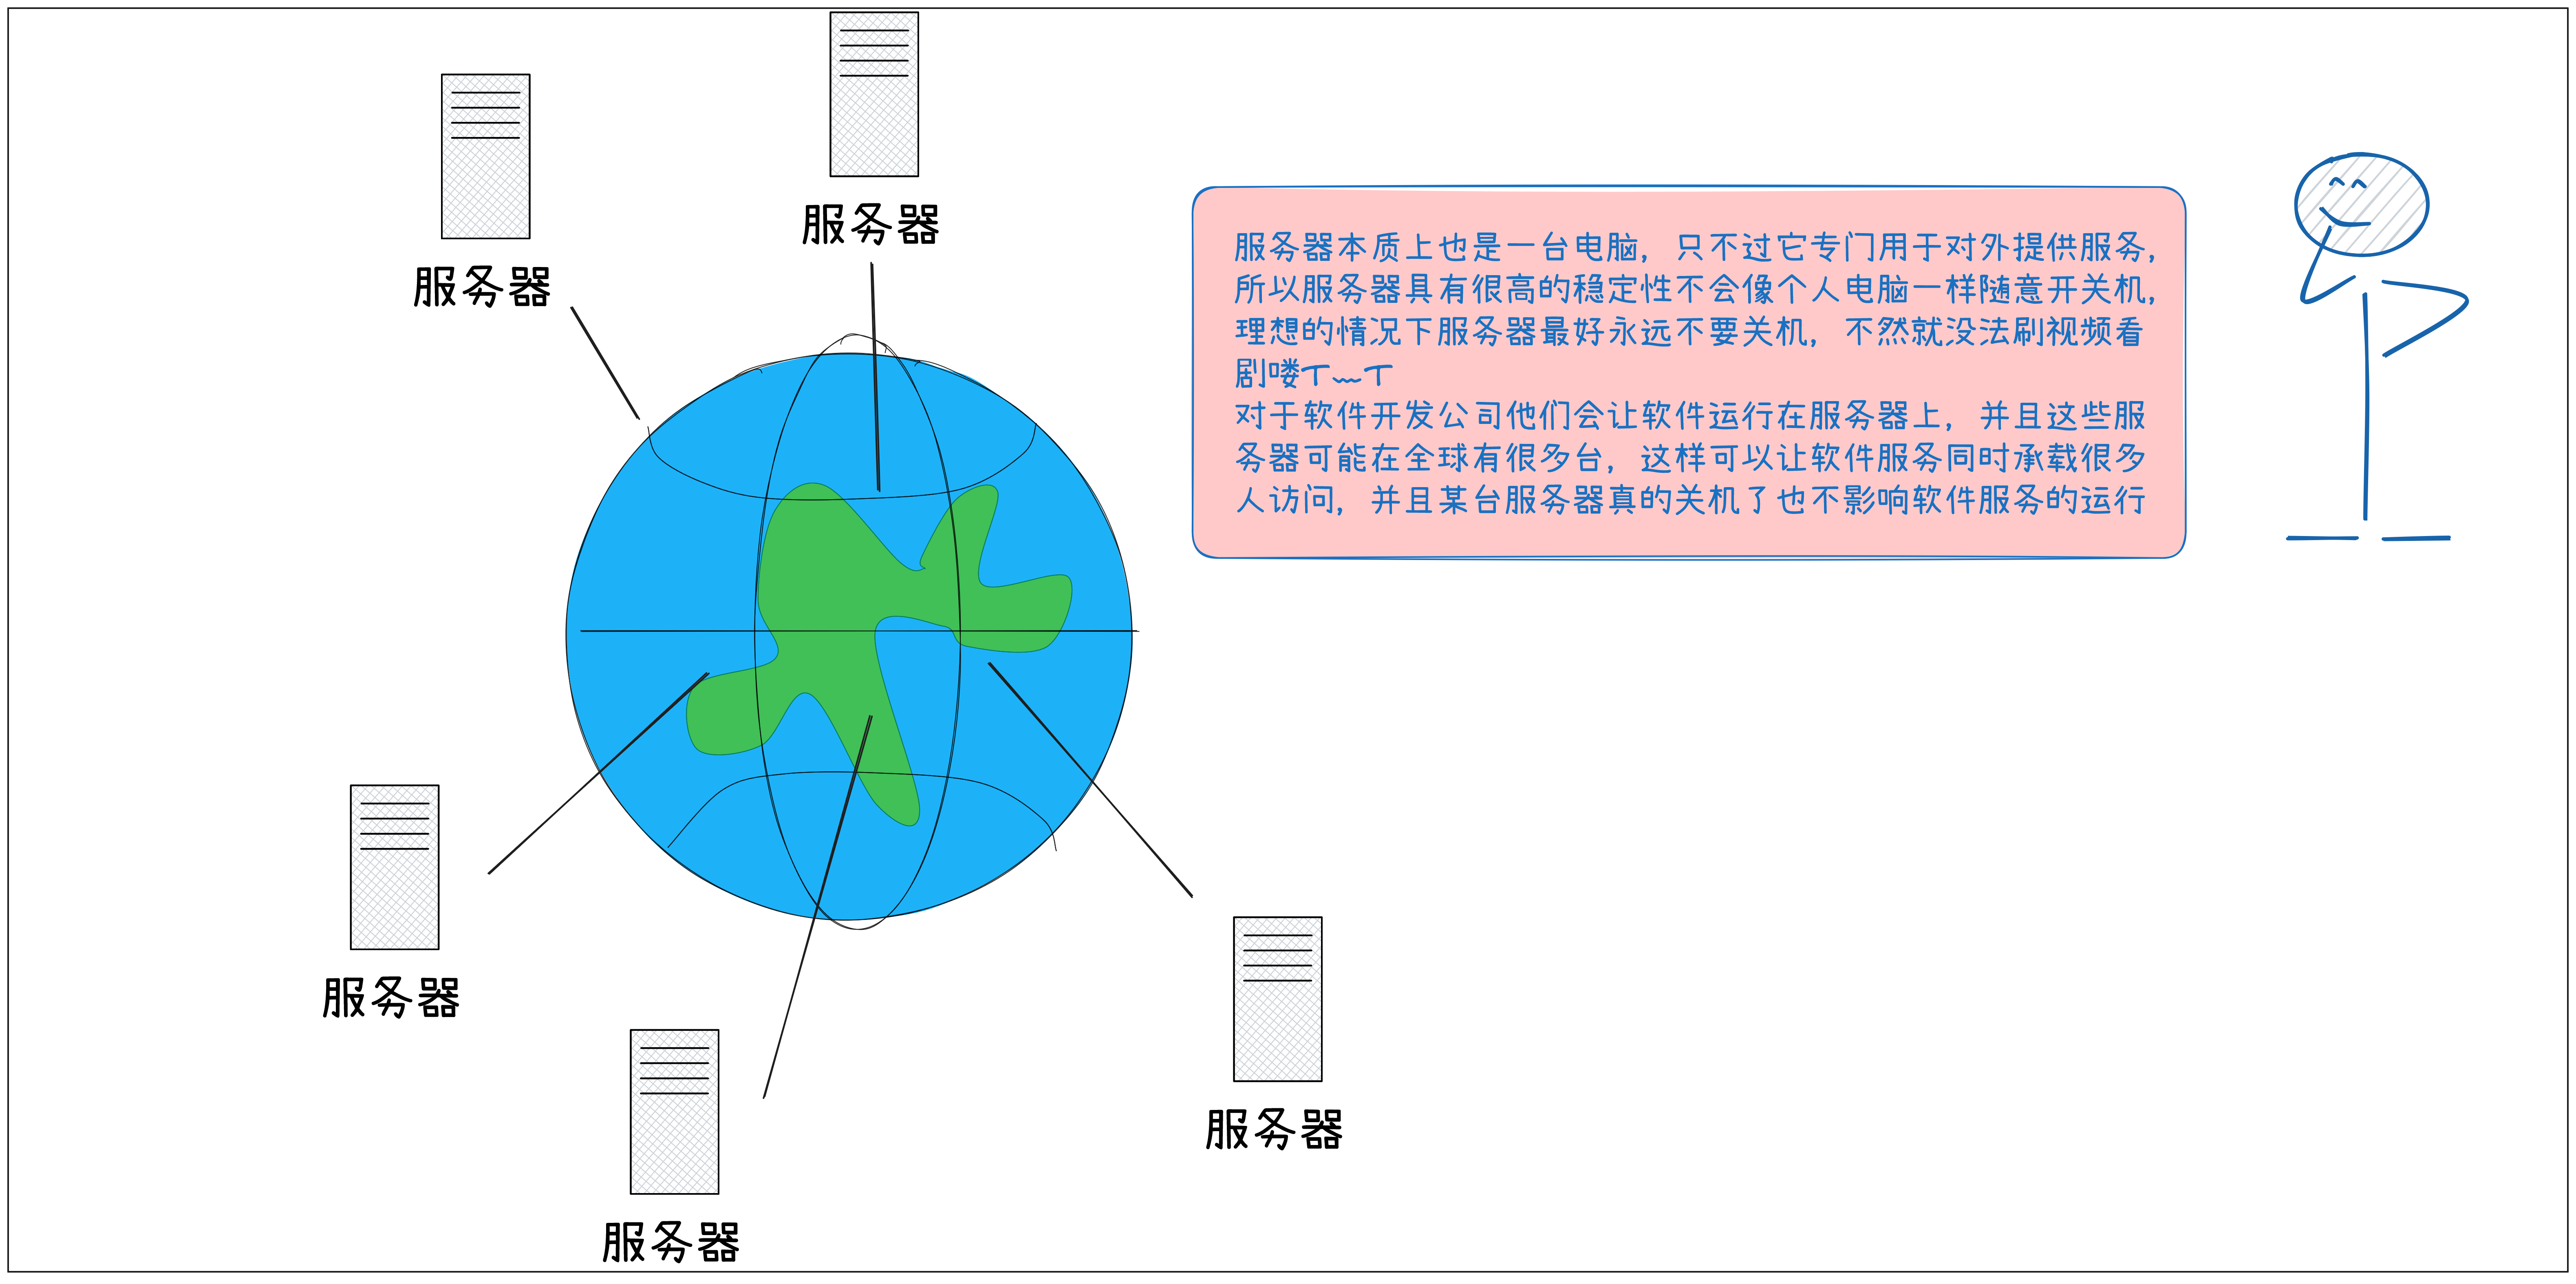 服务器
服务器
服务器本质上也是一台电脑，只不过它专门用于对外提供服务，
所以服务器具有很高的稳定性不会像个人电脑一样随意开关机，
理想的情况下服务器最好永远不要关机，不然就没法刷视频看
剧喽T﹏T
对于软件开发公司他们会让软件运行在服务器上，并且这些服
务器可能在全球有很多台，这样可以让软件服务同时承载很多
人访问，并且某台服务器真的关机了也不影响软件服务的运行
服务器
服务器
服务器